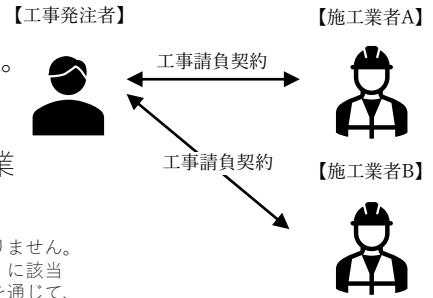 【工事発注者】
【施工業者A】
。
工事請負契約
業
工事請負契約
【施工業者B】
りません。
に該当
を通じて、